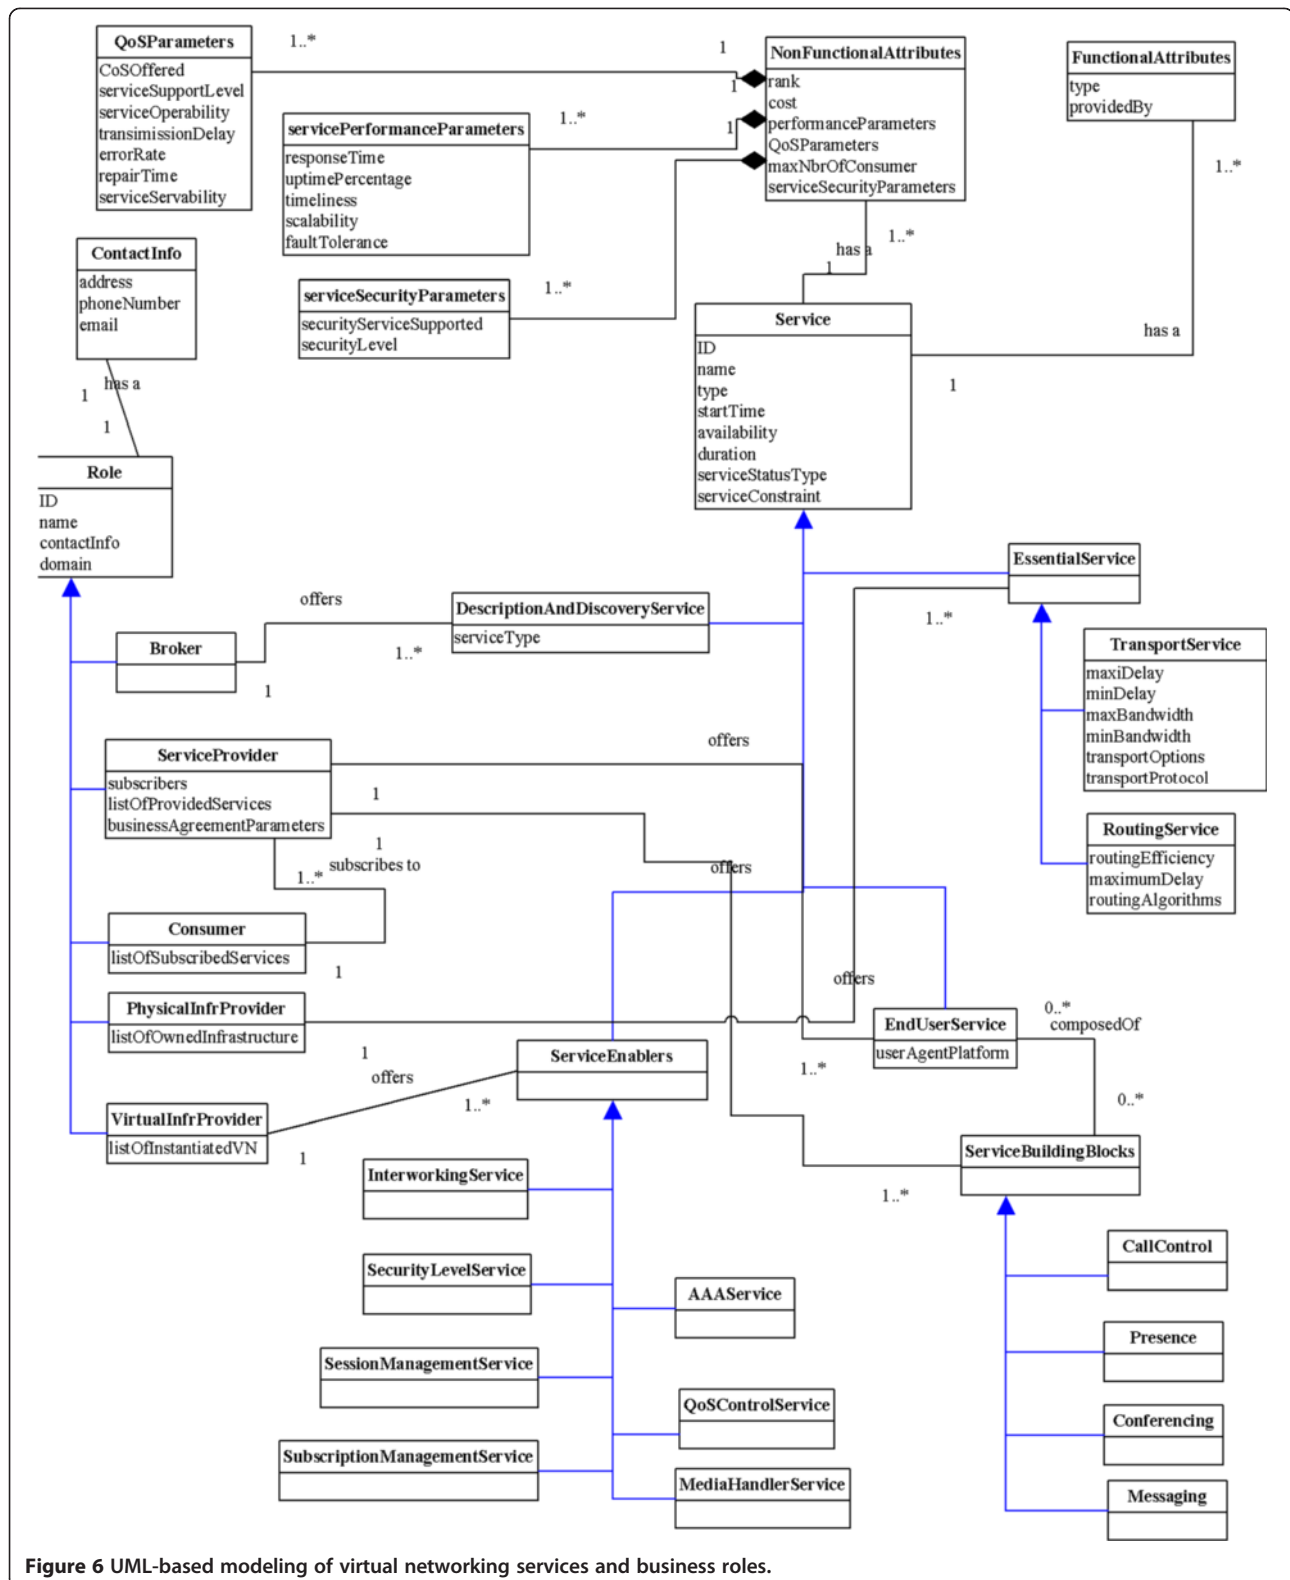 QoSParameters
CoSOffered
serviceSupportLevel
serviceOperability
transimissionDelay
errorRate
repairTime
serviceServability
1..*
1
NonFunctionalAttributes
rank
cost
performanceParameters
QoSParameters
maxNbrOfConsumer
serviceSecurityParameters
FunctionalAttributes
type
providedBy
servicePerformanceParameters
responseTime
uptimePercentage
timeliness
scalability
faultTolerance
1..*
1
1
ContactInfo
address
phoneNumber
email
serviceSecurityParameters
securityServiceSupported
securityLevel
1..*
has a
1..*
1
1..*
has a
1
Service
ID
name
type
startTime
availability
duration
serviceStatusType
serviceConstraint
has a
1
1
Role
ID
name
contactInfo
domain
EssentialService
1..*
offers
DescriptionAndDiscoveryService
serviceType
1..*
1
Broker
TransportService
maxiDelay
minDelay
maxBandwidth
minBandwidth
transportOptions
transportProtocol
ServiceProvider
subscribers
listOfProvidedServices
businessAgreementParameters
offers
1
1
subscribes to
1..*
offers
RoutingService
routingEfficiency
maximumDelay
routingAlgorithms
Consumer
listOfSubscribedServices
1
PhysicalInfrProvider
listOfOwnedInfrastructure
1
offers
EndUserService
userAgentPlatform
0..*
composedOf
1..*
0..*
ServiceEnablers
offers
1..*
VirtualInfrProvider
listOfInstantiatedVN
1
ServiceBuildingBlocks
1..*
InterworkingService
SecurityLevelService
AAAService
SessionManagementService
QoSControlService
SubscriptionManagementService
MediaHandlerService
CallControl
Presence
Conferencing
Messaging
Figure 6 UML-based modeling of virtual networking services and business roles.